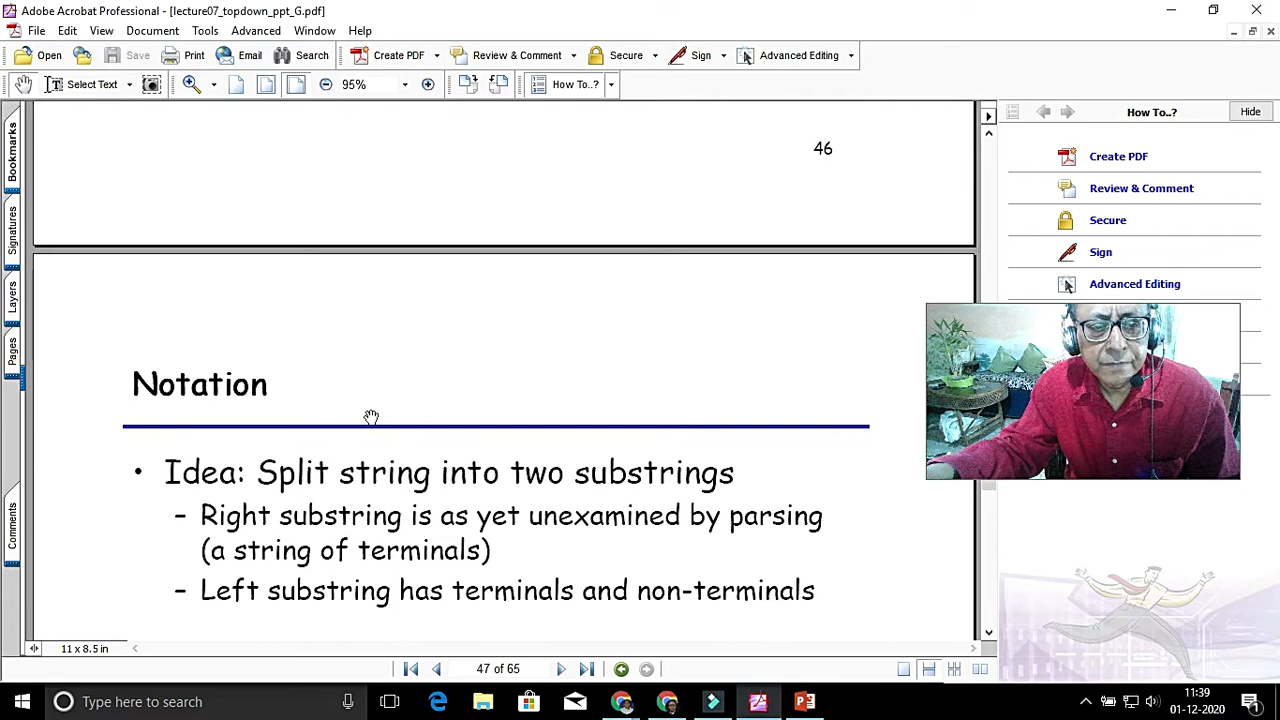 Adobe Acrobat Professional - [lecture07_topdown_ppt_G.pdf]
File Edit View Document Tools Advanced Window Help
Open Save Print Email Search Create PDF Review & Comment Secure Sign Advanced Editing
Select Text 95% How To..?
46
How To..? Hide
Create PDF
Review & Comment
Secure
Sign
Advanced Editing
Bookmarks
Signatures
Layers
Pages
Comments
Notation
• Idea: Split string into two substrings
– Right substring is as yet unexamined by parsing
(a string of terminals)
– Left substring has terminals and non-terminals
11 x 8.5 in
47 of 65
Type here to search
11:39
01-12-2020